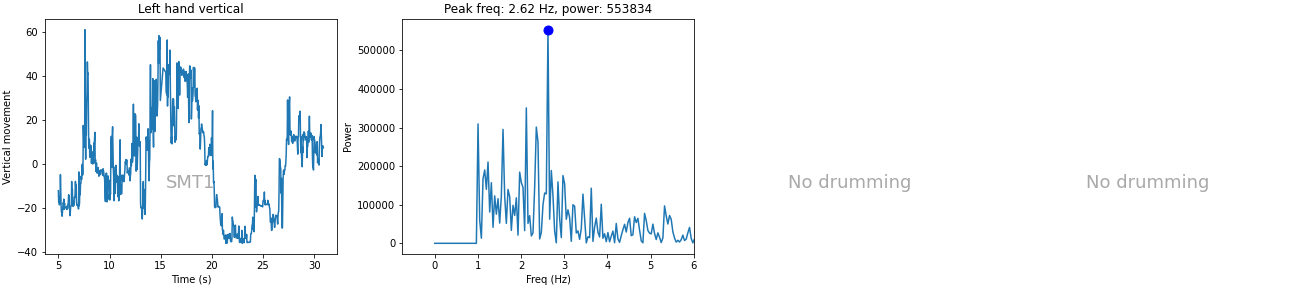 Left hand vertical
Vertical movement
60
40
20
0
−20
−40
5
10
15
20
25
30
Time (s)
SMT1
Peak freq: 2.62 Hz, power: 553834
Power
500000
400000
300000
200000
100000
0
0
1
2
3
4
5
6
Freq (Hz)
No drumming
No drumming